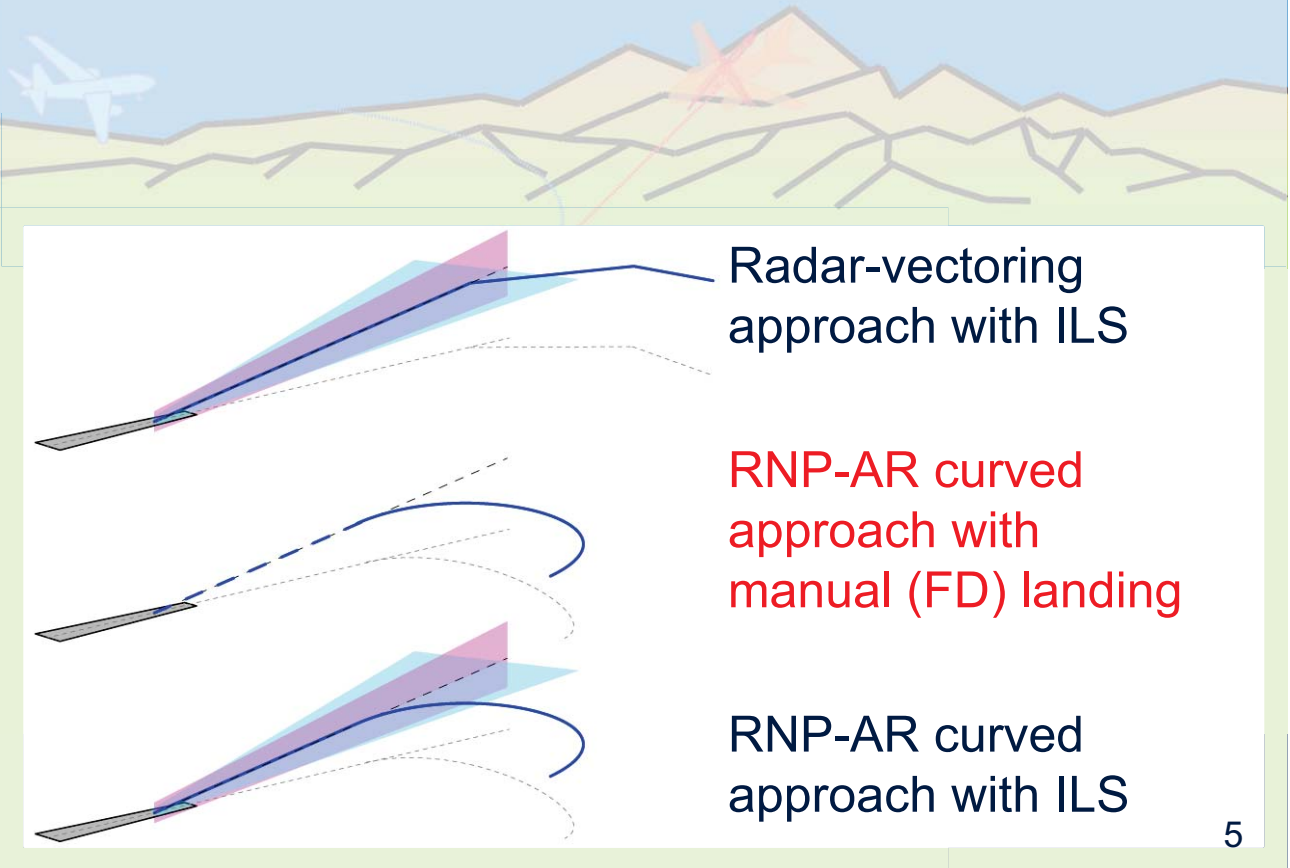 Radar-vectoring
approach with ILS
RNP-AR curved
approach with
manual (FD) landing
RNP-AR curved
approach with ILS
5